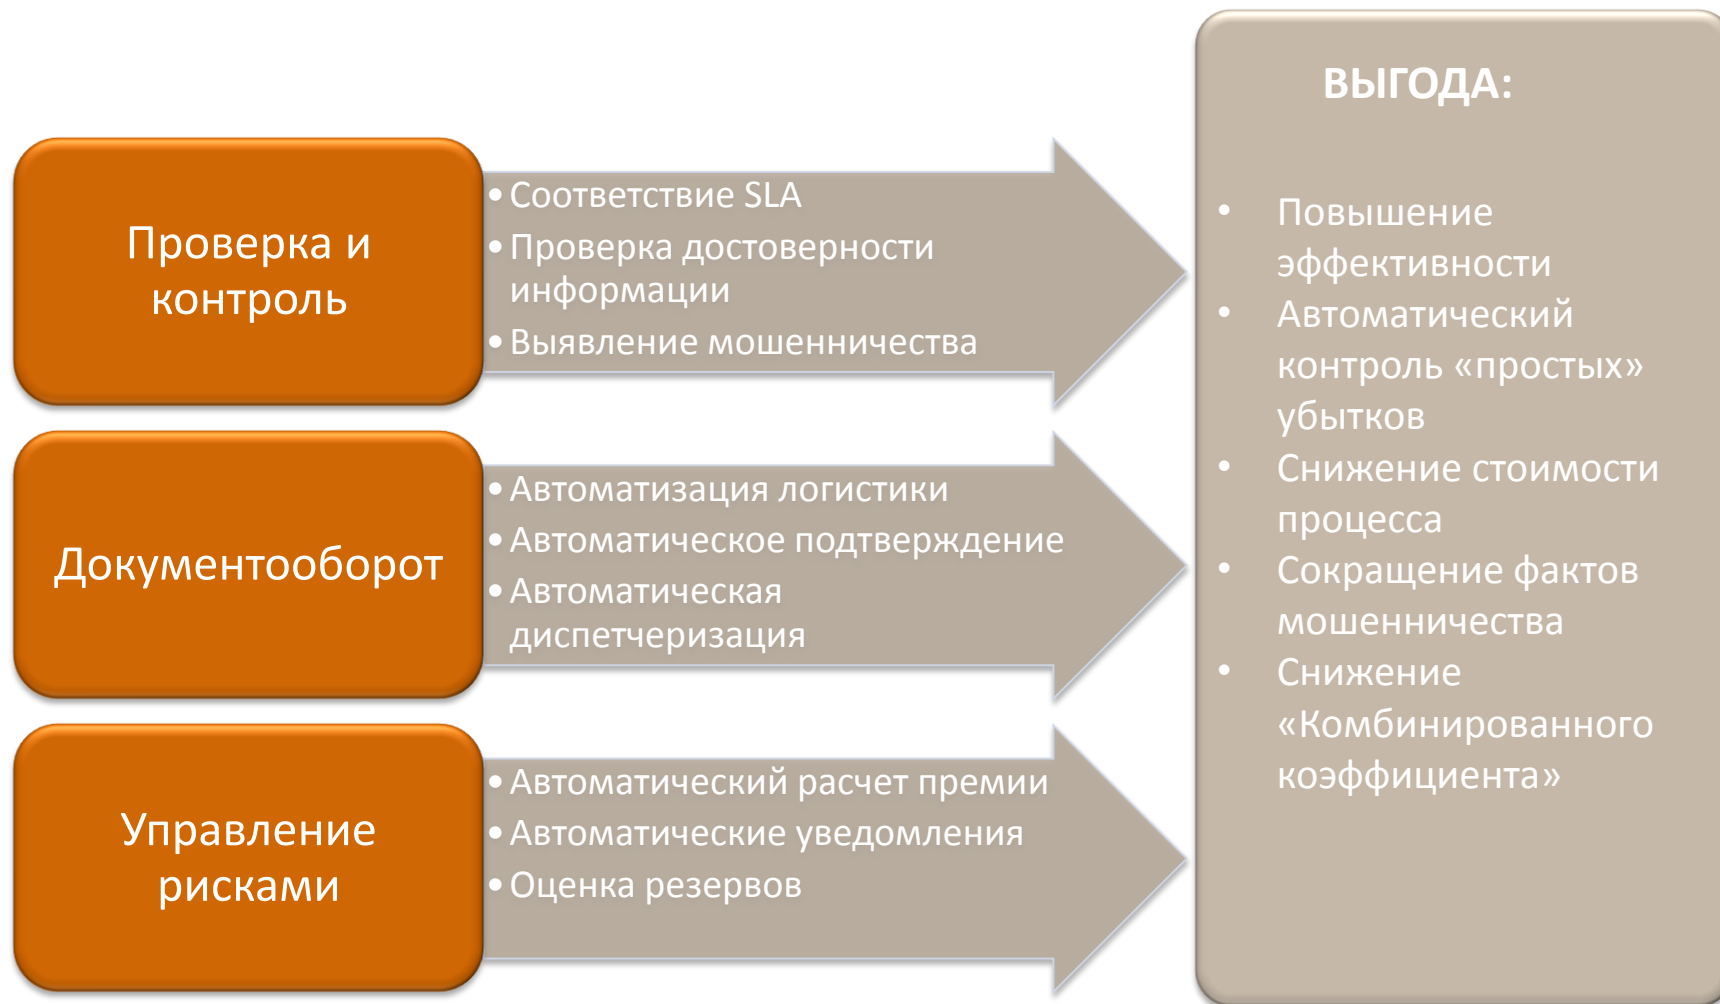 Проверка и
контроль
• Соответствие SLA
• Проверка достоверности
информации
• Выявление мошенничества
Документооборот
• Автоматизация логистики
• Автоматическое подтверждение
• Автоматическая
диспетчеризация
Управление
рисками
• Автоматический расчет премии
• Автоматические уведомления
• Оценка резервов
ВЫГОДА:
• Повышение
эффективности
• Автоматический
контроль «простых»
убытков
• Снижение стоимости
процесса
• Сокращение фактов
мошенничества
• Снижение
«Комбинированного
коэффициента»